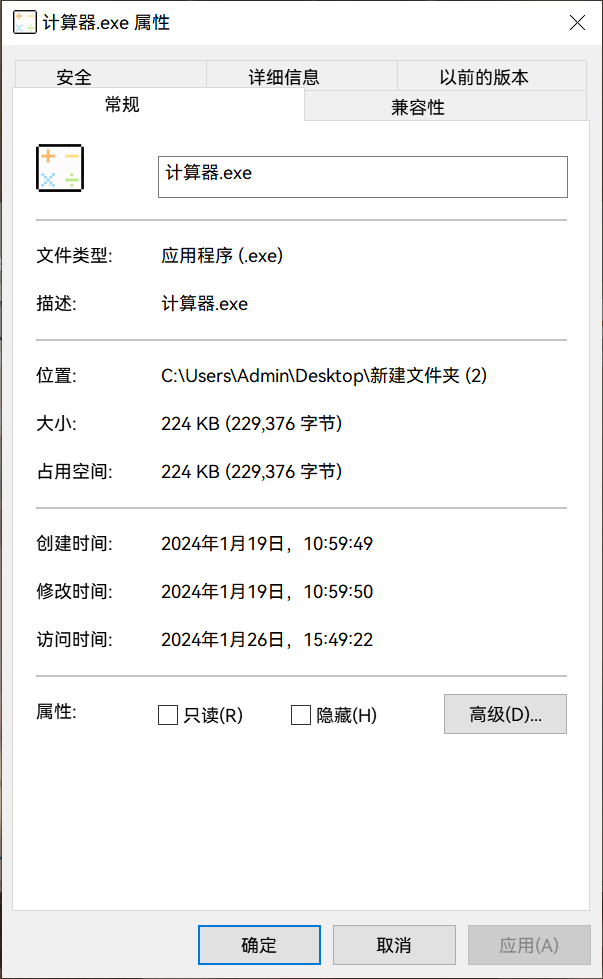 计算器.exe 属性
安全 详细信息 以前的版本
常规 兼容性
计算器.exe
文件类型: 应用程序 (.exe)
描述: 计算器.exe
位置: C:\Users\Admin\Desktop\新建文件夹 (2)
大小: 224 KB (229,376 字节)
占用空间: 224 KB (229,376 字节)
创建时间: 2024年1月19日，10:59:49
修改时间: 2024年1月19日，10:59:50
访问时间: 2024年1月26日，15:49:22
属性: 只读(R) 隐藏(H) 高级(D)...
确定 取消 应用(A)